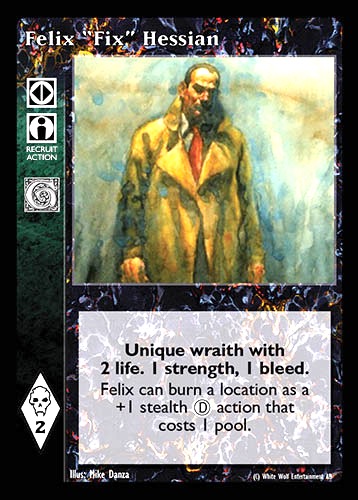 Felix "Fix" Hessian
RECRUIT
ACTION
Unique wraith with
2 life. 1 strength, 1 bleed.
Felix can burn a location as a
+1 stealth Ⓓ action that
costs 1 pool.
2
Illus: Mike Danza
(C) White Wolf Entertainment AB